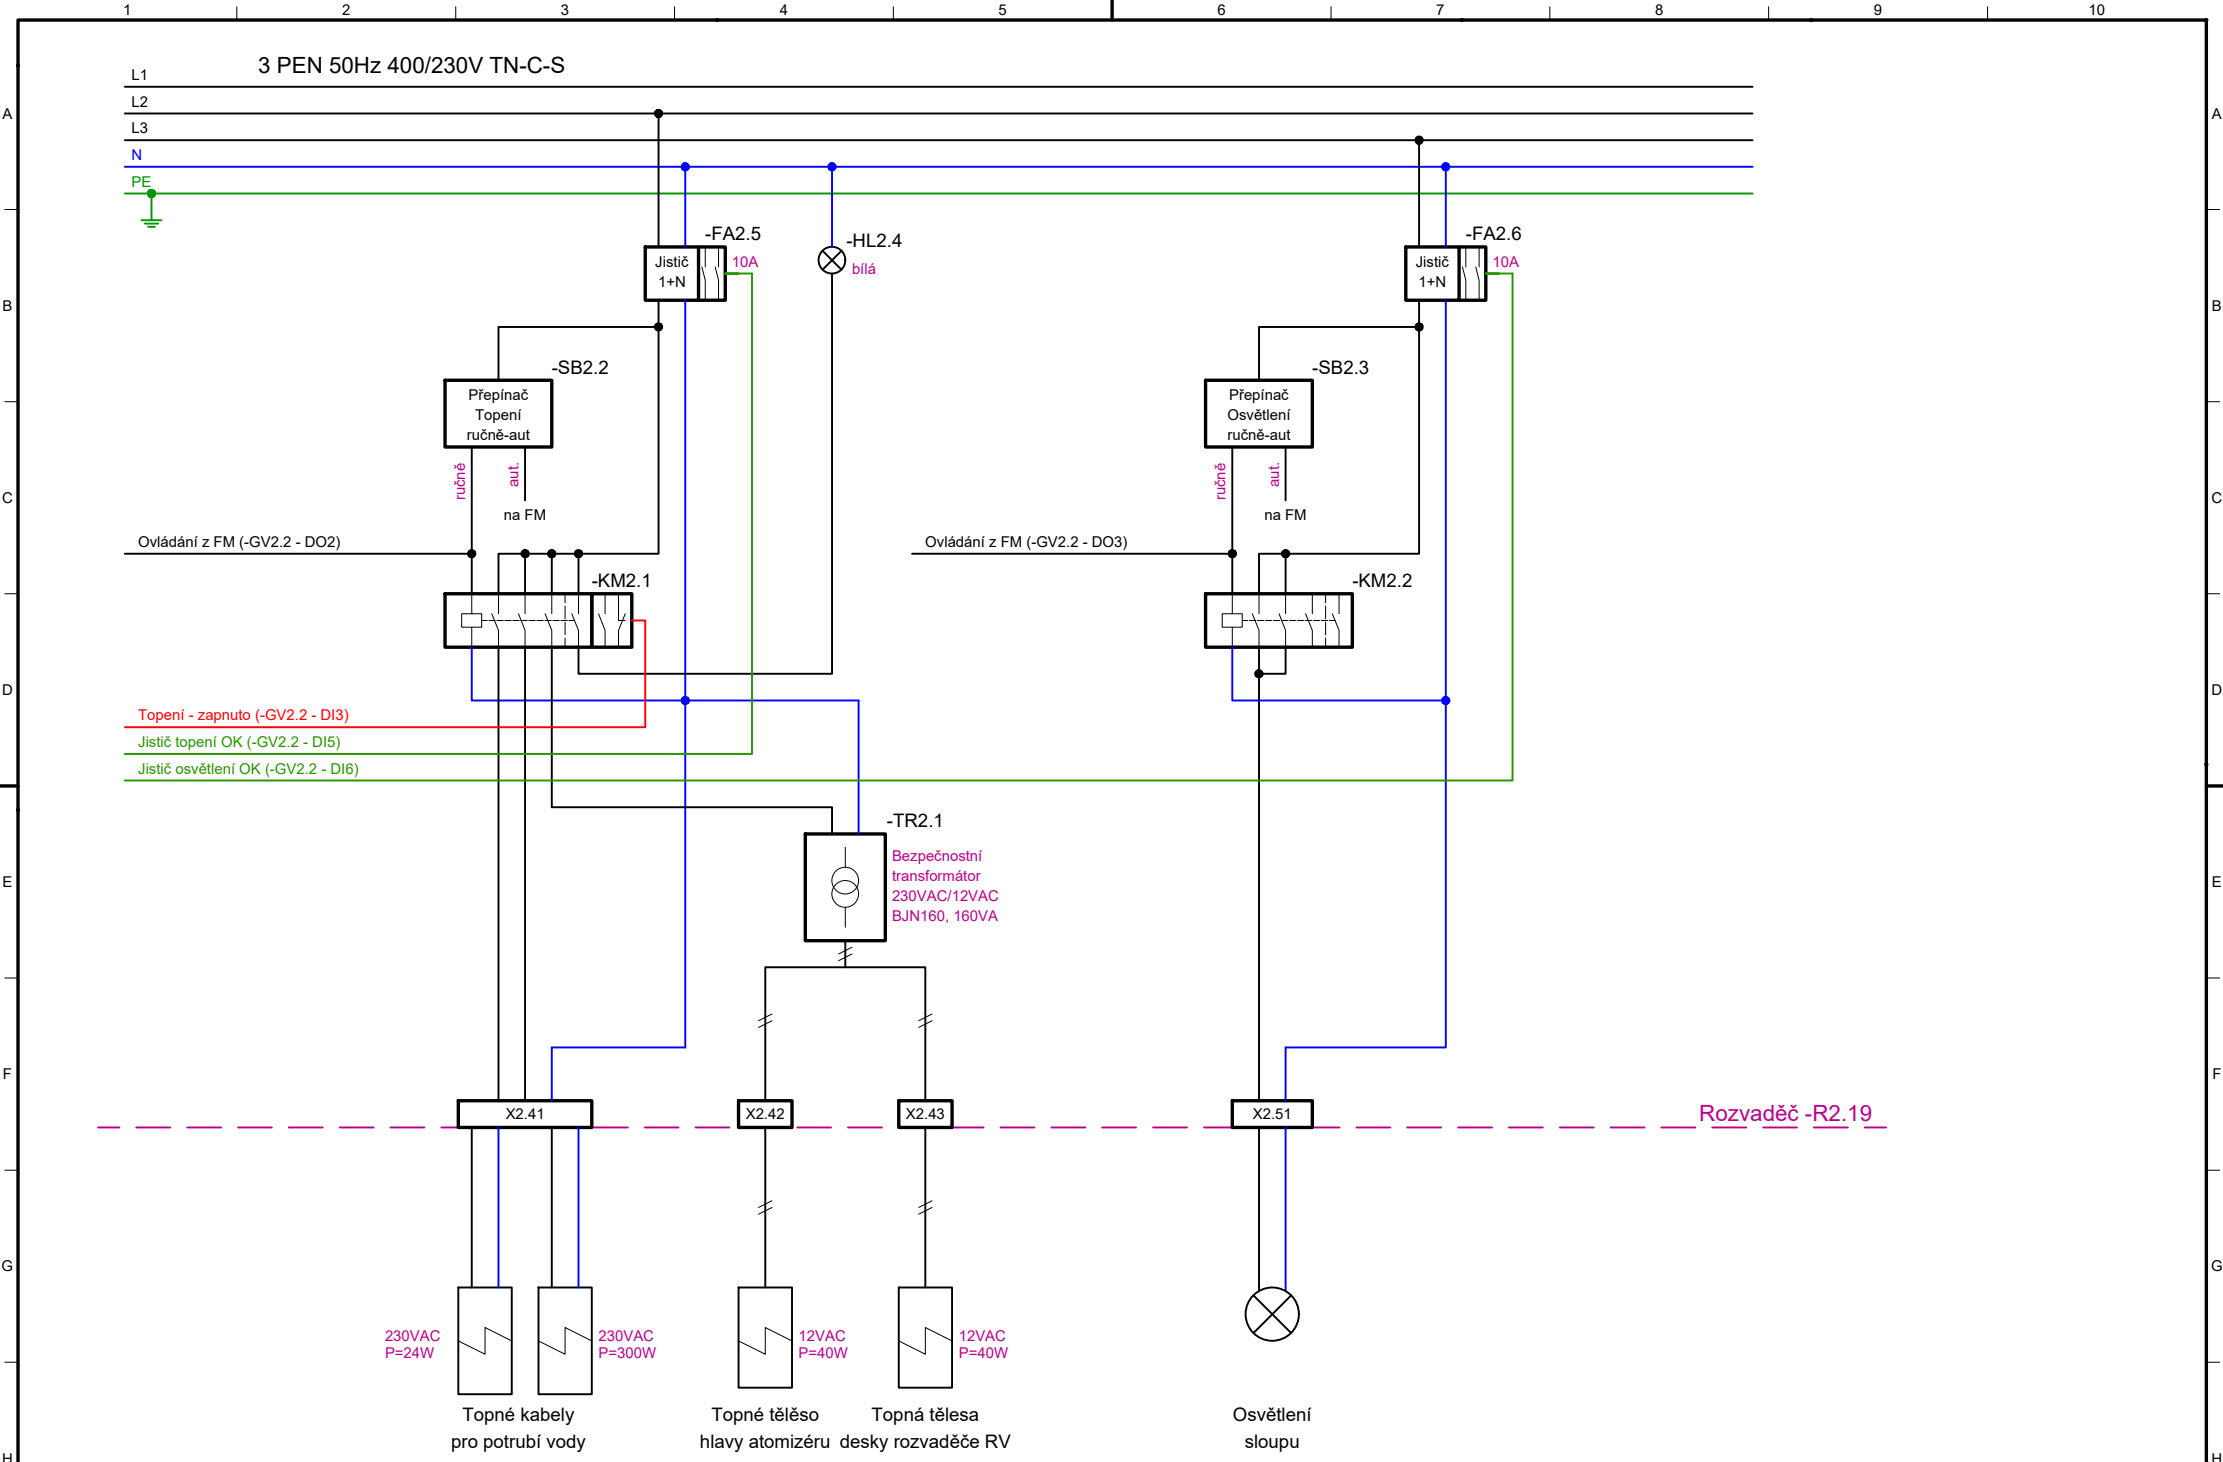 1 2 3 4 5 6 7 8 9 10
3 PEN 50Hz 400/230V TN-C-S
L1
L2
A A
L3
N
PE
-FA2.5 -HL2.4 -FA2.6
Jistič
1+N
10A
bílá
Jistič
1+N
10A
B B
-SB2.2 -SB2.3
Přepínač
Topení
ručně-aut
Přepínač
Osvětlení
ručně-aut
ručně aut. ručně aut.
C C
na FM na FM
Ovládání z FM (-GV2.2 - DO2) Ovládání z FM (-GV2.2 - DO3)
-KM2.1 -KM2.2
D D
Topení - zapnuto (-GV2.2 - DI3)
Jistič topení OK (-GV2.2 - DI5)
Jistič osvětlení OK (-GV2.2 - DI6)
-TR2.1
Bezpečnostní
transformátor
230VAC/12VAC
BJN160, 160VA
E E
F F
X2.41 X2.42 X2.43 X2.51
Rozvaděč -R2.19
G G
230VAC
P=24W
230VAC
P=300W
12VAC
P=40W
12VAC
P=40W
Topné kabely
pro potrubí vody
Topné tělěso
hlavy atomizéru
Topná tělesa
desky rozvaděče RV
Osvětlení
sloupu
H H